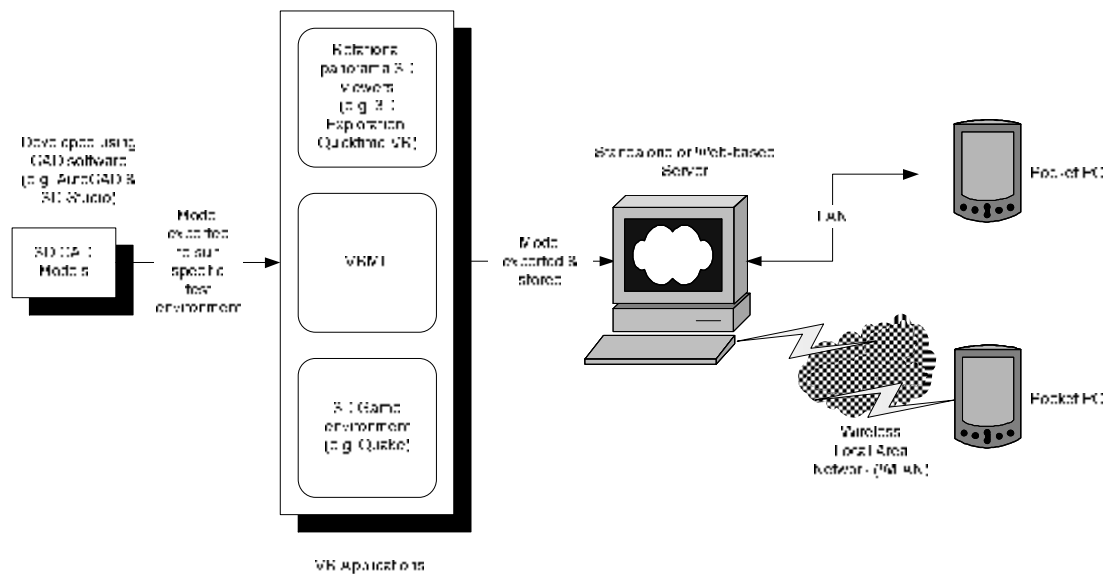 Developed using
CAD software
(e.g. AutoCAD &
3D Studio)
3D CAD
Models
Model
exported
to suit
specific
test
environment
Rotational
panorama 3D
viewers
(e.g. 3D
Exploration
Quicktime VR)
VRML
3D Game
environment
(e.g. Quake)
VR Applications
Model
exported &
stored
Standalone or Web-based
Server
LAN
Pocket PC
Wireless
Local Area
Network (WLAN)
Pocket PC